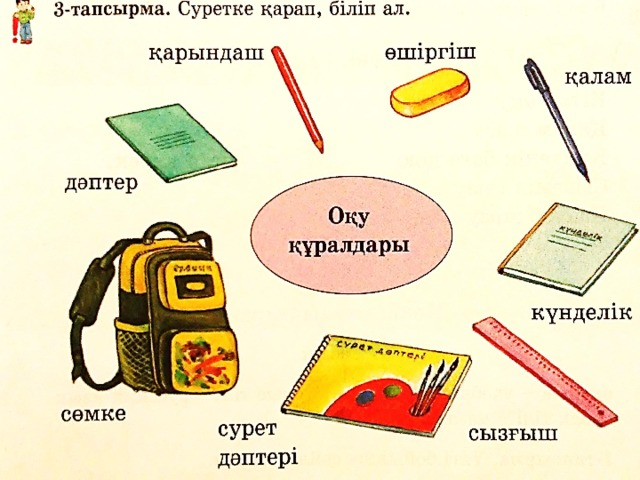 3-тапсырма. Суретке қарап, біліп ал.
қарындаш
өшіргіш
қалам
дәптер
Оқу
құралдары
күнделік
күнделік
сөмке
сурет дәптері
сурет
дәптері
сызғыш